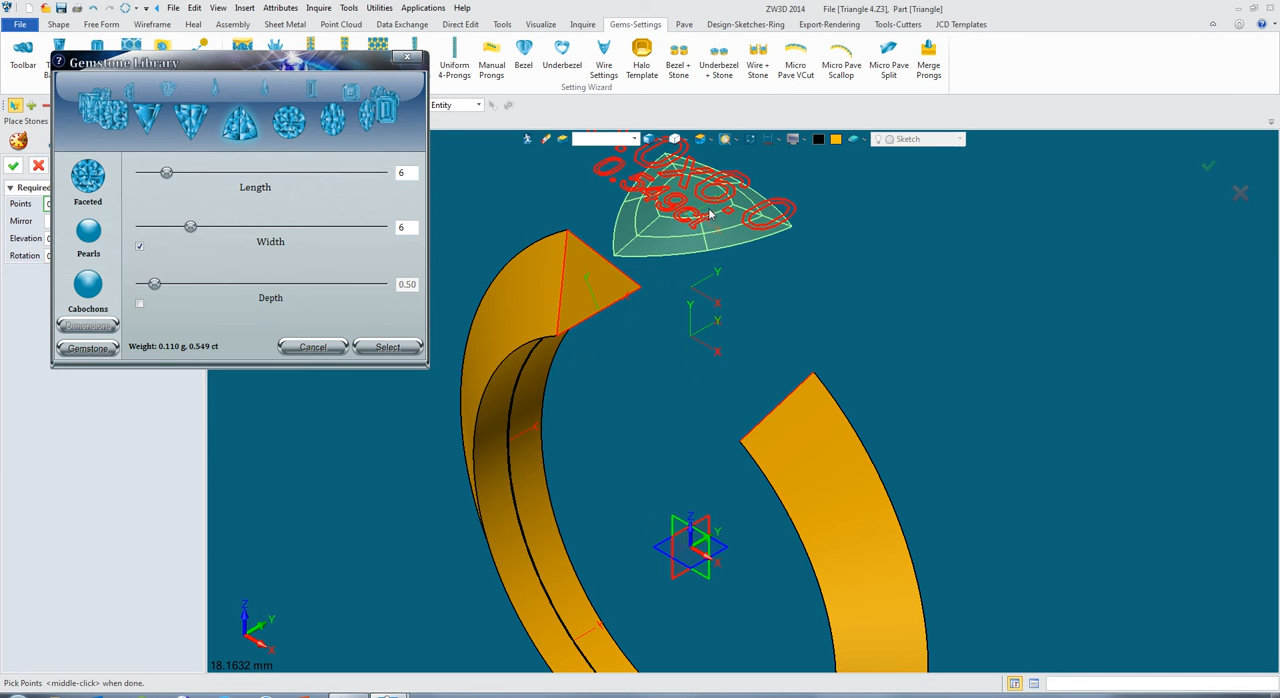 File Edit View Insert Attributes Inquire Tools Utilities Applications Help
ZW3D 2014 File [Triangle 4.Z3], Part [Triangle]
File Shape Free Form Wireframe Heal Assembly Sheet Metal Point Cloud Data Exchange Direct Edit Tools Visualize Inquire Gems-Settings Pave Design-Sketches-Ring Export-Rendering Tools-Cutters JCD Templates
Toolbar
Uniform 4-Prongs
Manual Prongs
Bezel
Underbezel
Wire Settings
Halo Template
Bezel + Stone
Underbezel + Stone
Wire + Stone
Micro Pave VCut
Micro Pave Scallop
Micro Pave Split
Merge Prongs
Setting Wizard
Gemstone Library
Entity
Place Stones
Sketch
Required
Points
Mirror
Elevation
Rotation
Faceted
Pearls
Cabochons
Dimensions
Gemstone
Length
6
Width
6
Depth
0.50
Weight: 0.110 g, 0.549 ct
Cancel
Select
Y
Y
X
Y
Y
X
Z
Y
X
Z
Y
X
18.1632 mm
Pick Points <middle-click> when done.